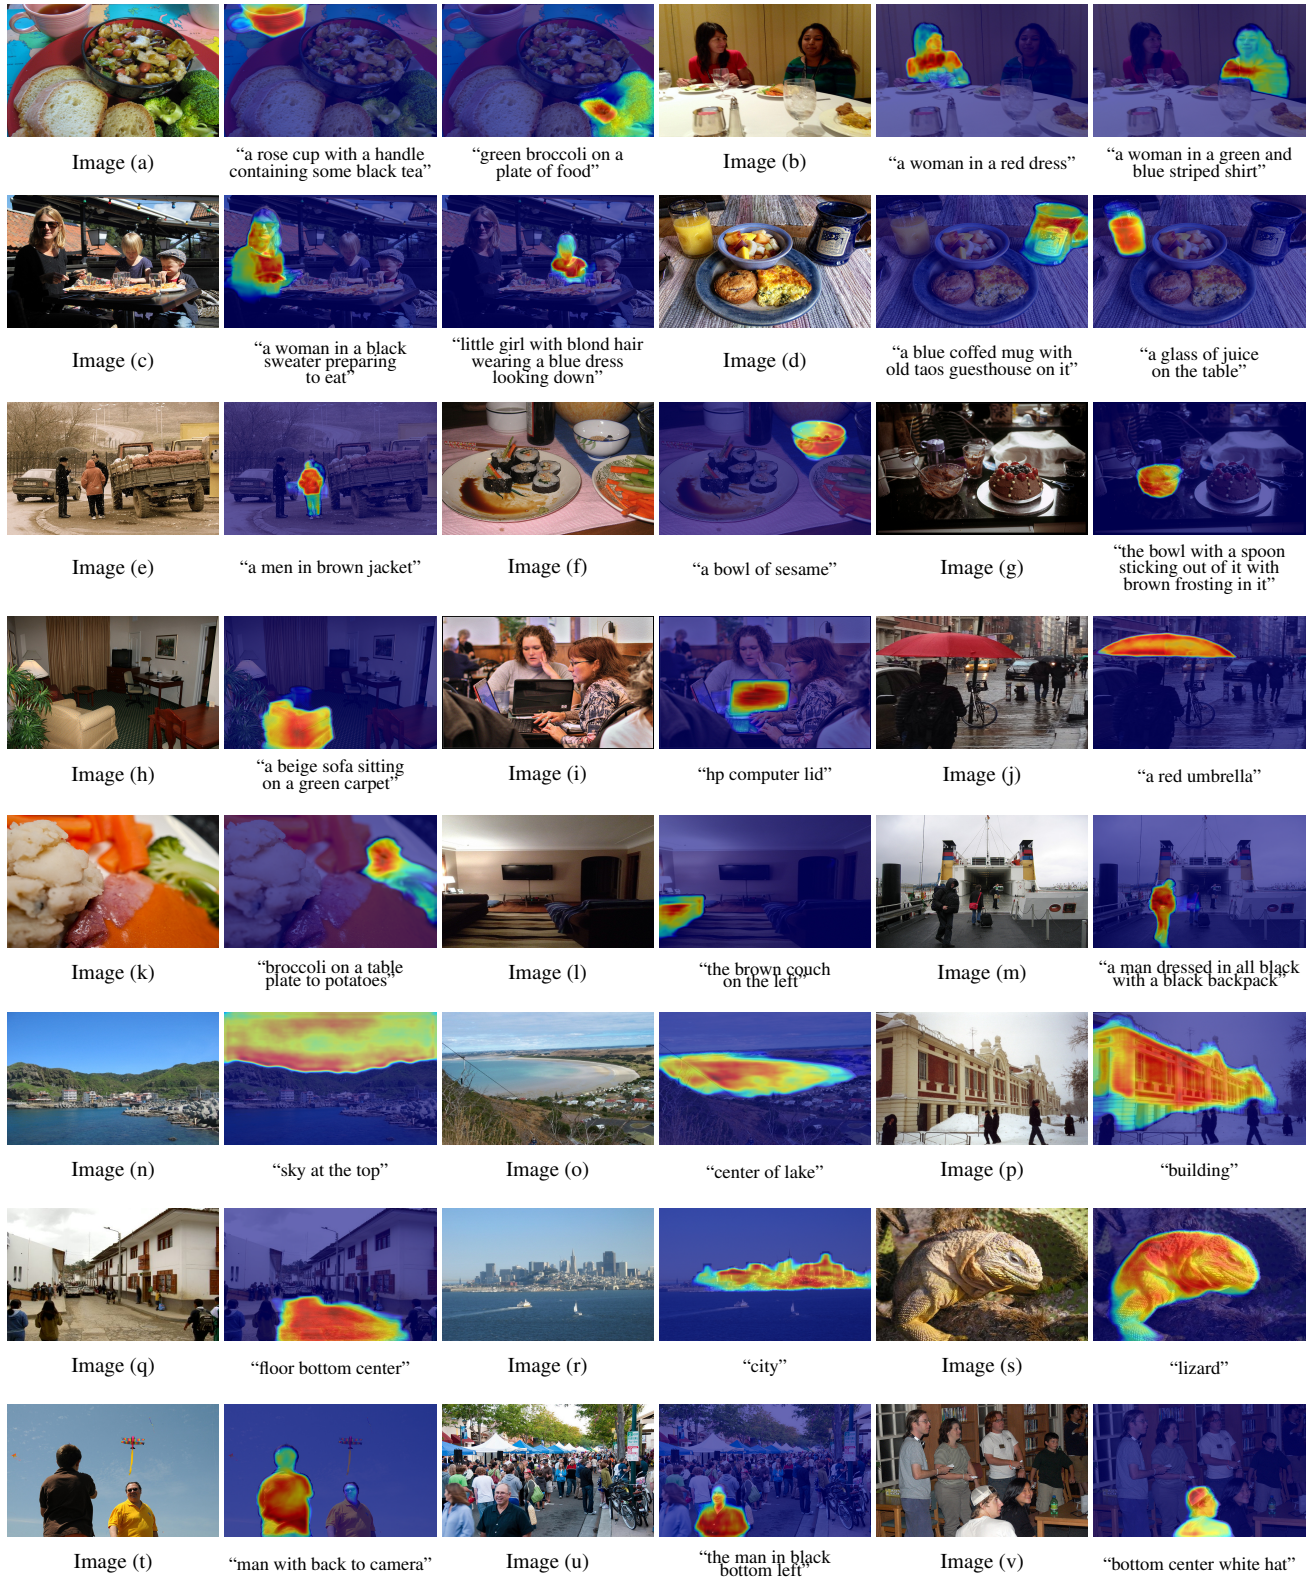 Image (a)
“a rose cup with a handle
containing some black tea”
“green broccoli on a
plate of food”
Image (b)
“a woman in a red dress”
“a woman in a green and
blue striped shirt”
Image (c)
“a woman in a black
sweater preparing
to eat”
“little girl with blond hair
wearing a blue dress
looking down”
Image (d)
“a blue coffed mug with
old taos guesthouse on it”
“a glass of juice
on the table”
Image (e)
“a men in brown jacket”
Image (f)
“a bowl of sesame”
Image (g)
“the bowl with a spoon
sticking out of it with
brown frosting in it”
Image (h)
“a beige sofa sitting
on a green carpet”
Image (i)
“hp computer lid”
Image (j)
“a red umbrella”
Image (k)
“broccoli on a table
plate to potatoes”
Image (l)
“the brown couch
on the left”
Image (m)
“a man dressed in all black
with a black backpack”
Image (n)
“sky at the top”
Image (o)
“center of lake”
Image (p)
“building”
Image (q)
“floor bottom center”
Image (r)
“city”
Image (s)
“lizard”
Image (t)
“man with back to camera”
Image (u)
“the man in black
bottom left”
Image (v)
“bottom center white hat”